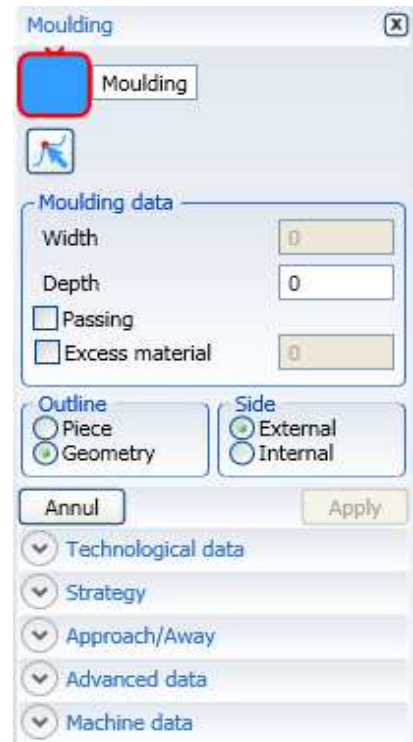 Moulding
Moulding
Moulding data
Width 0
Depth 0
Passing
Excess material 0
Outline Side
Piece External
Geometry Internal
Annul Apply
Technological data
Strategy
Approach/Away
Advanced data
Machine data